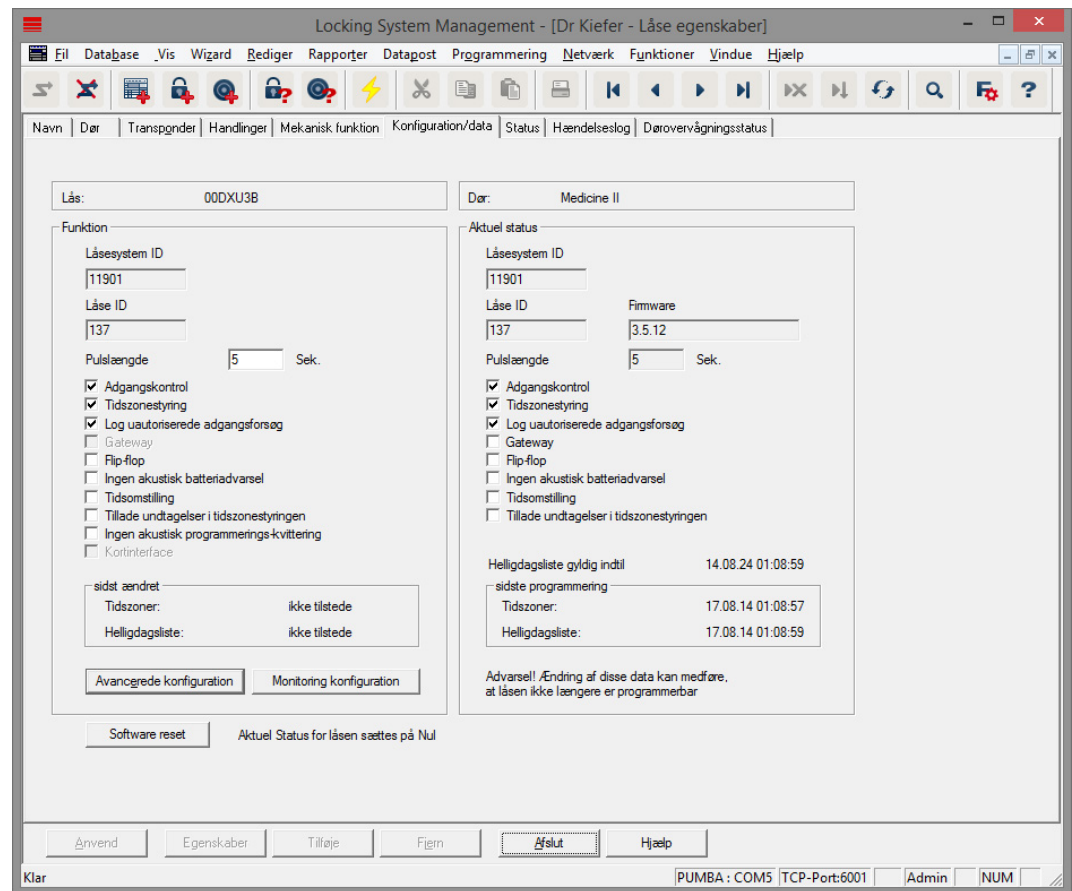 Locking System Management - [Dr Kiefer - Låse egenskaber]
Fil Database Vis Wizard Rediger Rapporter Datapost Programmering Netværk Funktioner Vindue Hjælp
Navn Dør Transponder Handlinger Mekanisk funktion Konfiguration/data Status Hændelseslog Dørovervågningsstatus
Lås: 00DXU3B
Dør: Medicine II
Funktion
Låsesystem ID
11901
Låse ID
137
Pulslængde 5 Sek.
Adgangskontrol
Tidszonestyring
Log uautoriserede adgangsforsøg
Gateway
Flip-flop
Ingen akustisk batteriadvarsel
Tidsomstilling
Tillade undtagelser i tidszonestyringen
Ingen akustisk programmerings-kvittering
Kortinterface
sidst ændret
Tidszoner: ikke tilstede
Helligdagsliste: ikke tilstede
Avancerede konfiguration Monitoring konfiguration
Aktuel status
Låsesystem ID
11901
Låse ID Firmware
137 3.5.12
Pulslængde 5 Sek.
Adgangskontrol
Tidszonestyring
Log uautoriserede adgangsforsøg
Gateway
Flip-flop
Ingen akustisk batteriadvarsel
Tidsomstilling
Tillade undtagelser i tidszonestyringen
Helligdagsliste gyldig indtil 14.08.24 01:08:59
sidste programmering
Tidszoner: 17.08.14 01:08:57
Helligdagsliste: 17.08.14 01:08:59
Advarsel! Ændring af disse data kan medføre,
at låsen ikke længere er programmerbar
Software reset Aktuel Status for låsen sættes på Nul
Anvend Egenskaber Tilføje Fjern Afslut Hjælp
Klar PUMBA : COM5 TCP-Port:6001 Admin NUM